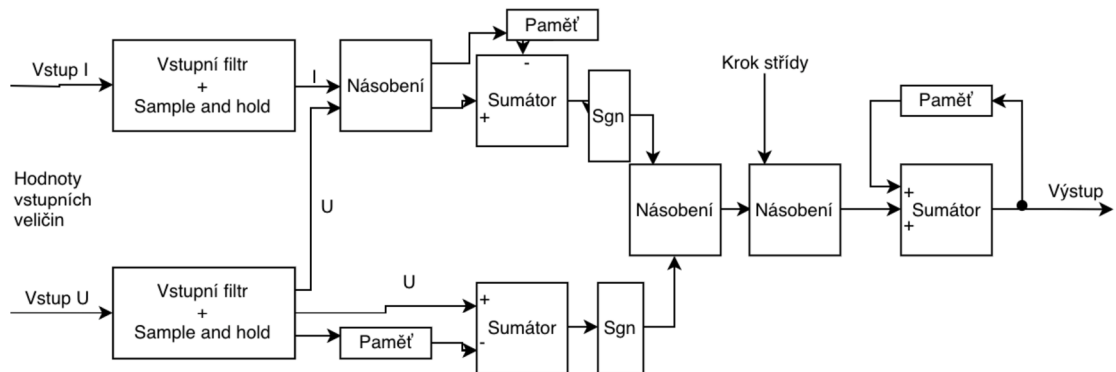 Paměť
Vstup I
Vstupní filtr
+
Sample and hold
I
Násobení
-
Sumátor
+
Sgn
Krok střídy
Paměť
Hodnoty
vstupních
veličin
U
Násobení
Násobení
+
Sumátor
+
Výstup
Vstup U
Vstupní filtr
+
Sample and hold
U
+
Sumátor
-
Sgn
Paměť